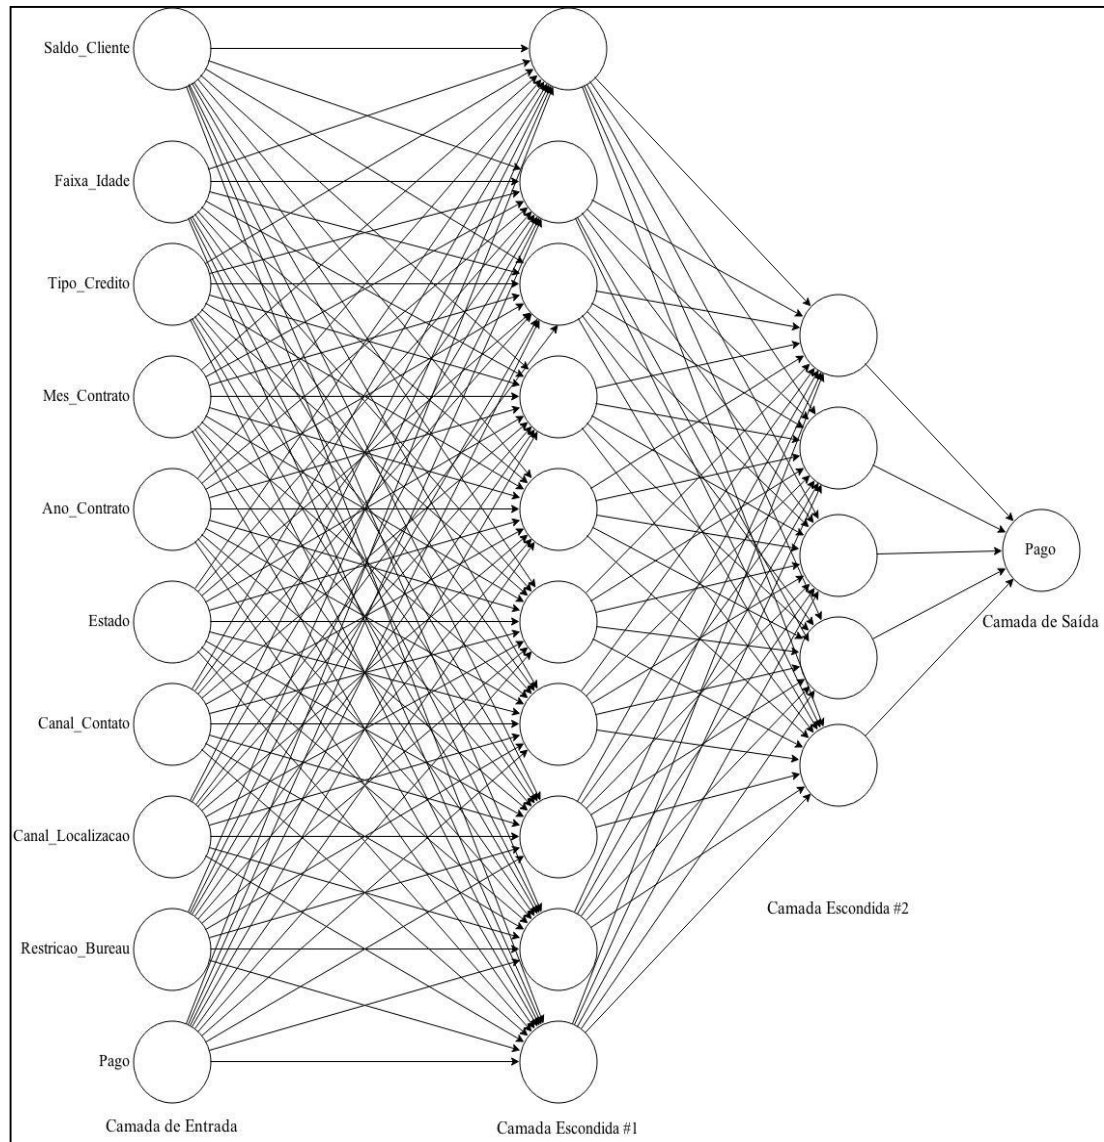 Saldo_Cliente
Faixa_Idade
Tipo_Credito
Mes_Contrato
Ano_Contrato
Estado
Canal_Contato
Canal_Localizacao
Restricao_Bureau
Pago
Camada de Entrada
Camada Escondida #1
Camada Escondida #2
Pago
Camada de Saída